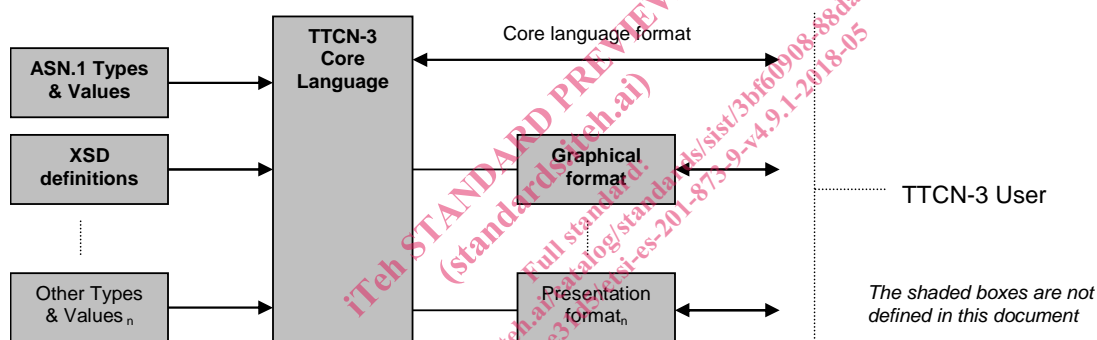 TTCN-3
Core
Language
Core language format
ASN.1 Types
& Values
XSD
definitions
Graphical
format
TTCN-3 User
Other Types
& Values n
Presentation
format n
The shaded boxes are not
defined in this document
iTeh STANDARD PREVIEW
(standards.iteh.ai)
Full standard: